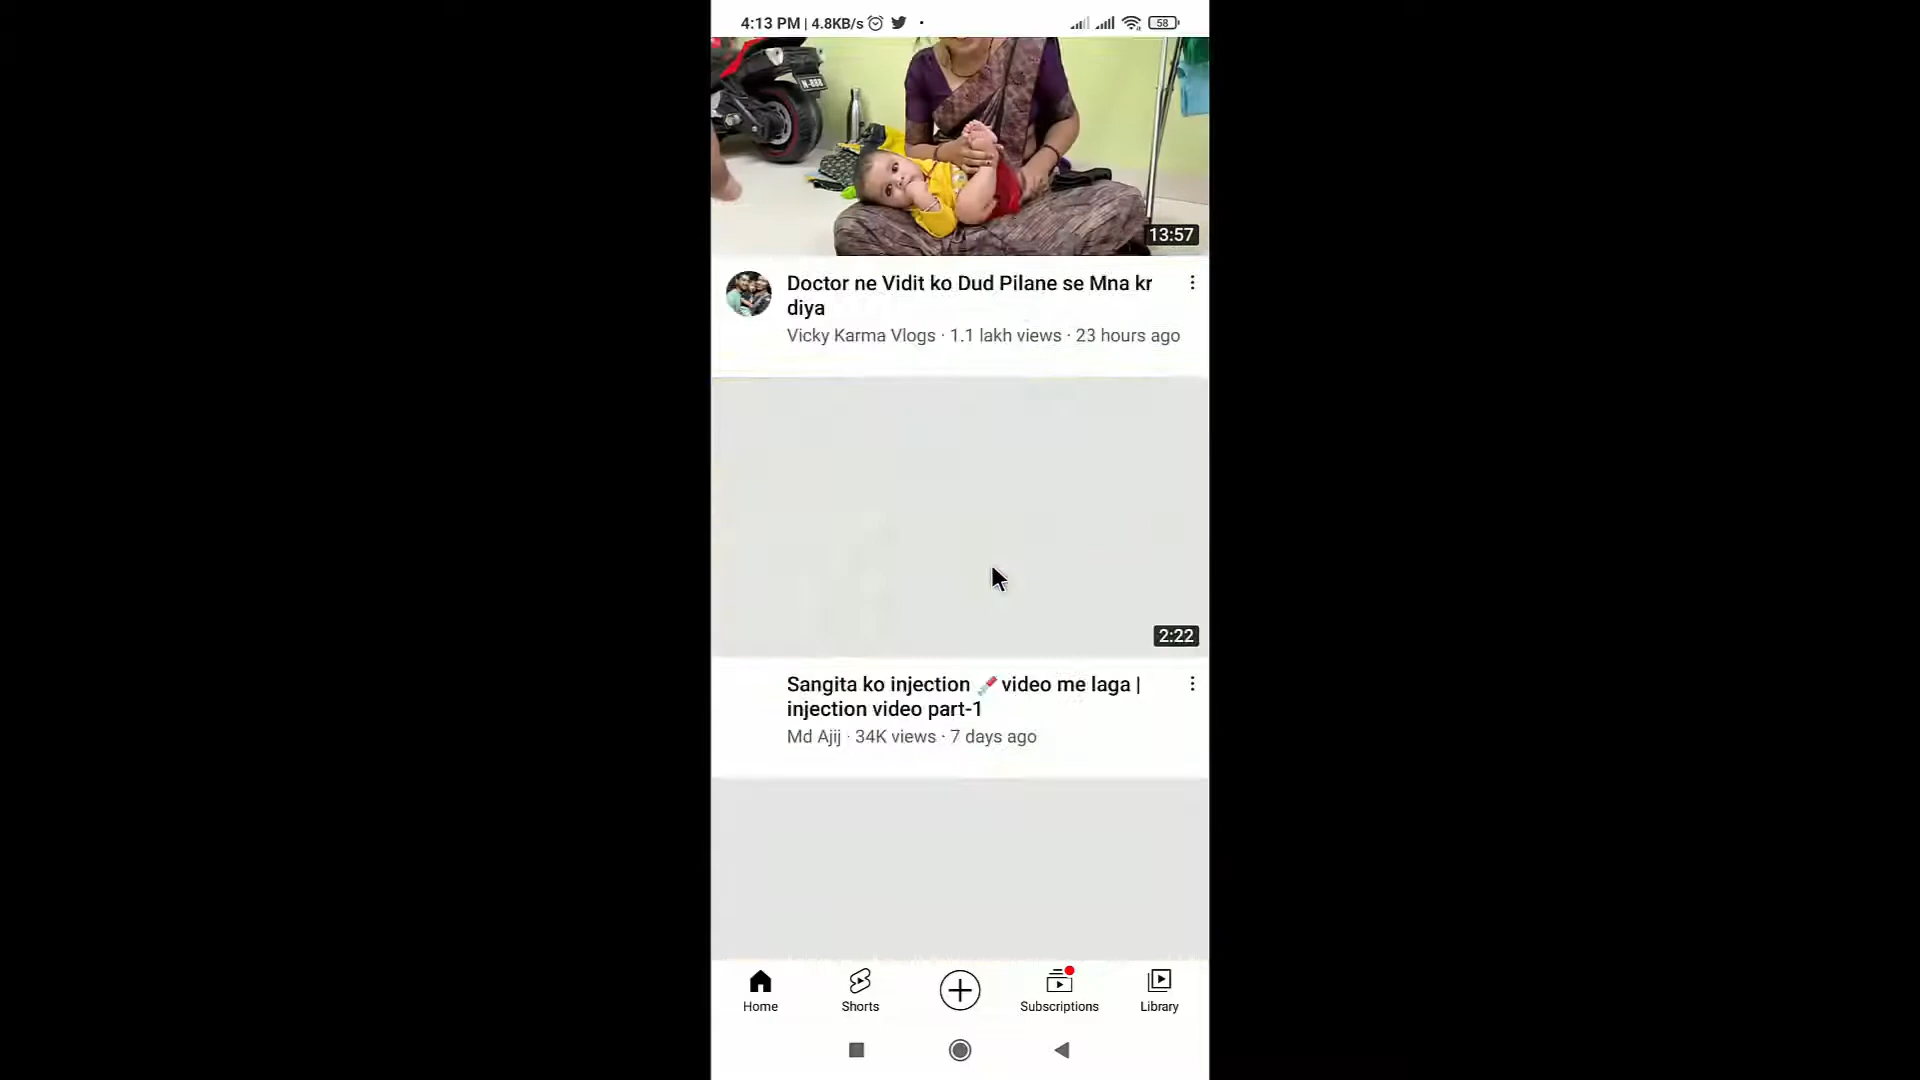 4:13 PM | 4.8KB/s
58
N-888
13:57
Doctor ne Vidit ko Dud Pilane se Mna kr
diya
Vicky Karma Vlogs · 1.1 lakh views · 23 hours ago
2:22
Sangita ko injection 💉 video me laga |
injection video part-1
Md Ajij · 34K views · 7 days ago
Home
Shorts
Subscriptions
Library